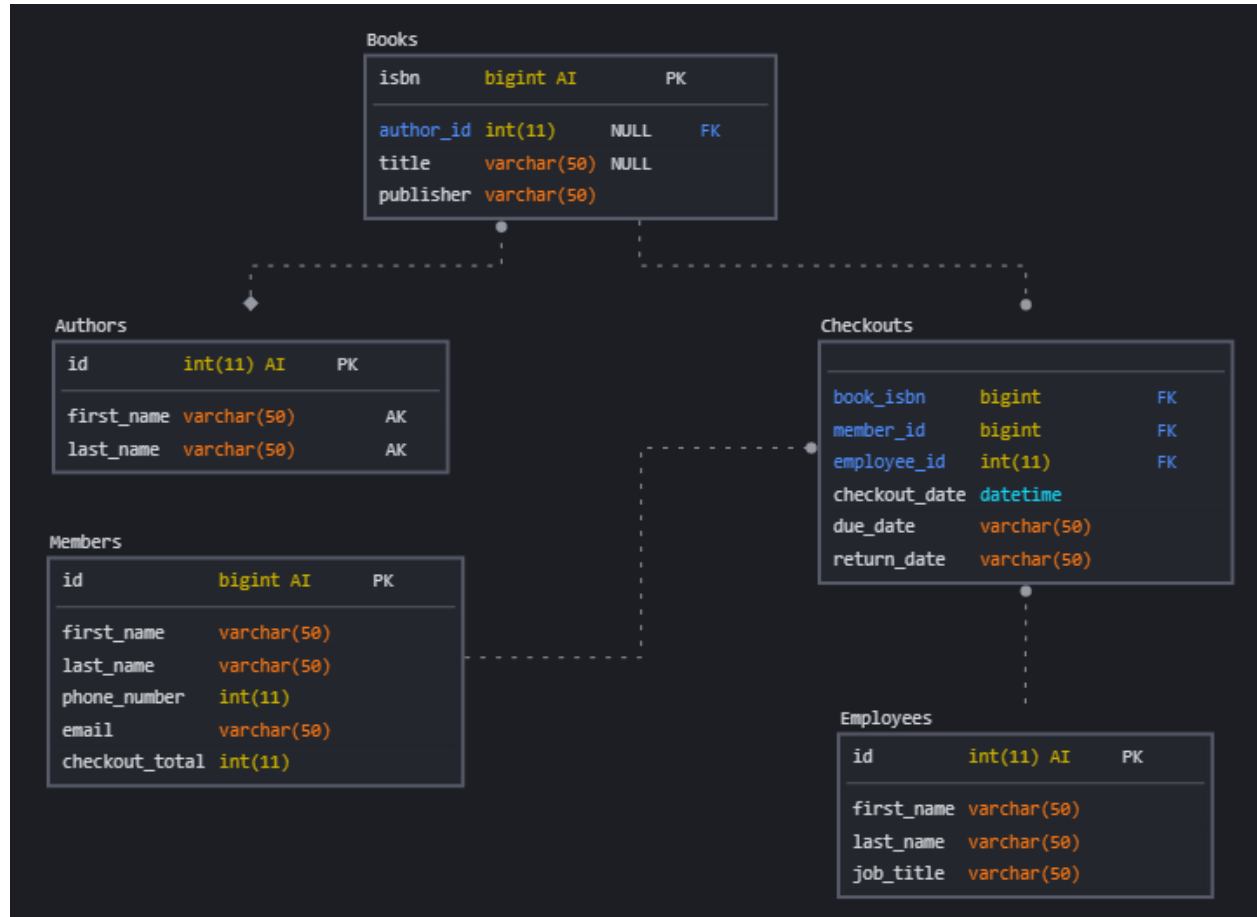 Books
isbn bigint AI PK
author_id int(11) NULL FK
title varchar(50) NULL
publisher varchar(50)
Authors
id int(11) AI PK
first_name varchar(50) AK
last_name varchar(50) AK
Checkouts
book_isbn bigint FK
member_id bigint FK
employee_id int(11) FK
checkout_date datetime
due_date varchar(50)
return_date varchar(50)
Members
id bigint AI PK
first_name varchar(50)
last_name varchar(50)
phone_number int(11)
email varchar(50)
checkout_total int(11)
Employees
id int(11) AI PK
first_name varchar(50)
last_name varchar(50)
job_title varchar(50)